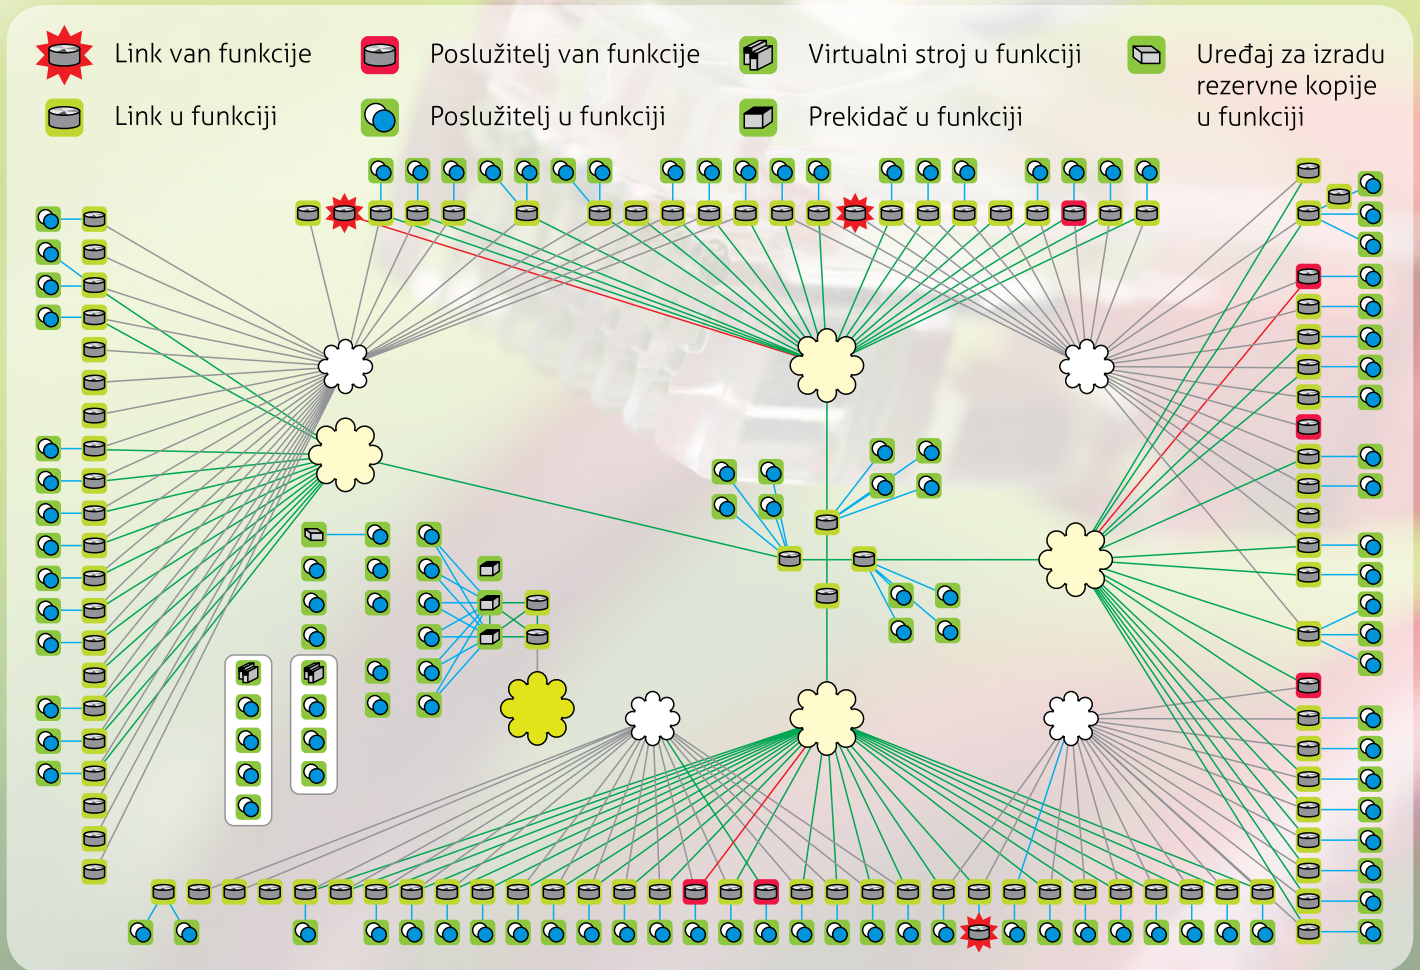 Link van funkcije
Poslužitelj van funkcije
Virtualni stroj u funkciji
Uređaj za izradu
rezervne kopije
u funkciji
Link u funkciji
Poslužitelj u funkciji
Prekidač u funkciji